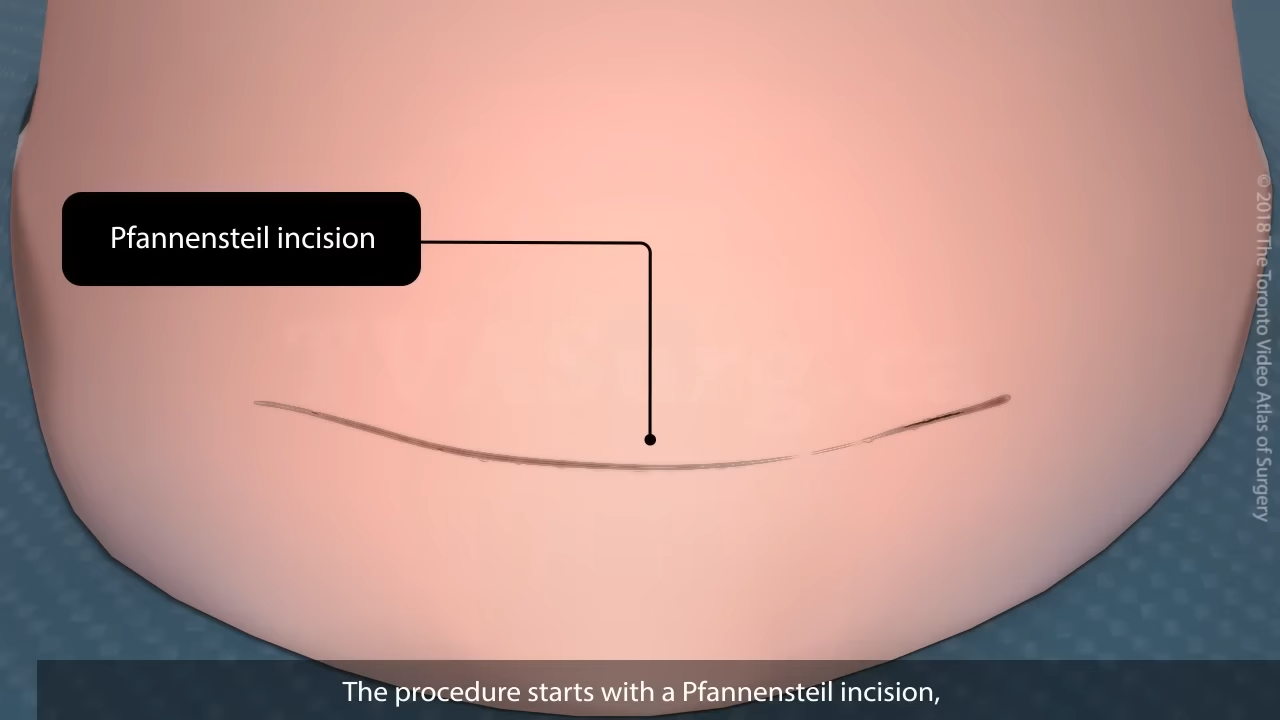 Pfannensteil incision
© 2018 The Toronto Video Atlas of Surgery
The procedure starts with a Pfannensteil incision,